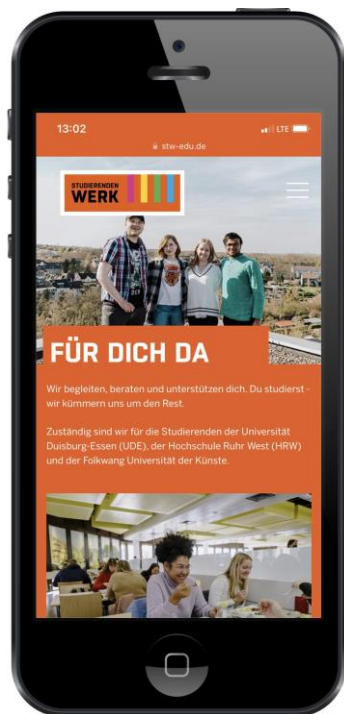 13:02
LTE
stw-edu.de
STUDIERENDEN
WERK
FÜR DICH DA
Wir begleiten, beraten und unterstützen dich. Du studierst -
wir kümmern uns um den Rest.
Zuständig sind wir für die Studierenden der Universität
Duisburg-Essen (UDE), der Hochschule Ruhr West (HRW)
und der Folkwang Universität der Künste.